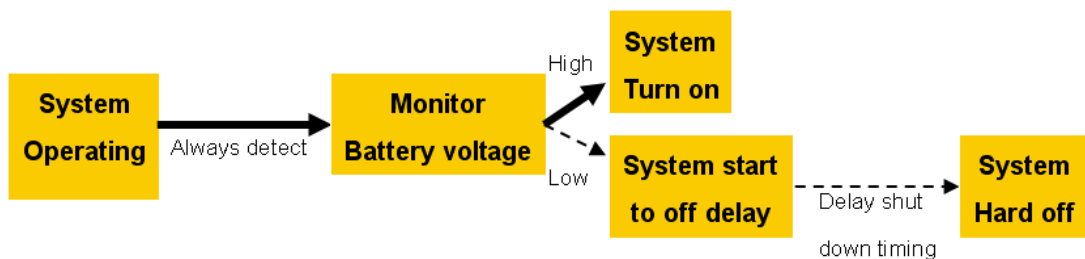 System
Operating
Always detect
Monitor
Battery voltage
High
System
Turn on
Low
System start
to off delay
Delay shut
down timing
System
Hard off